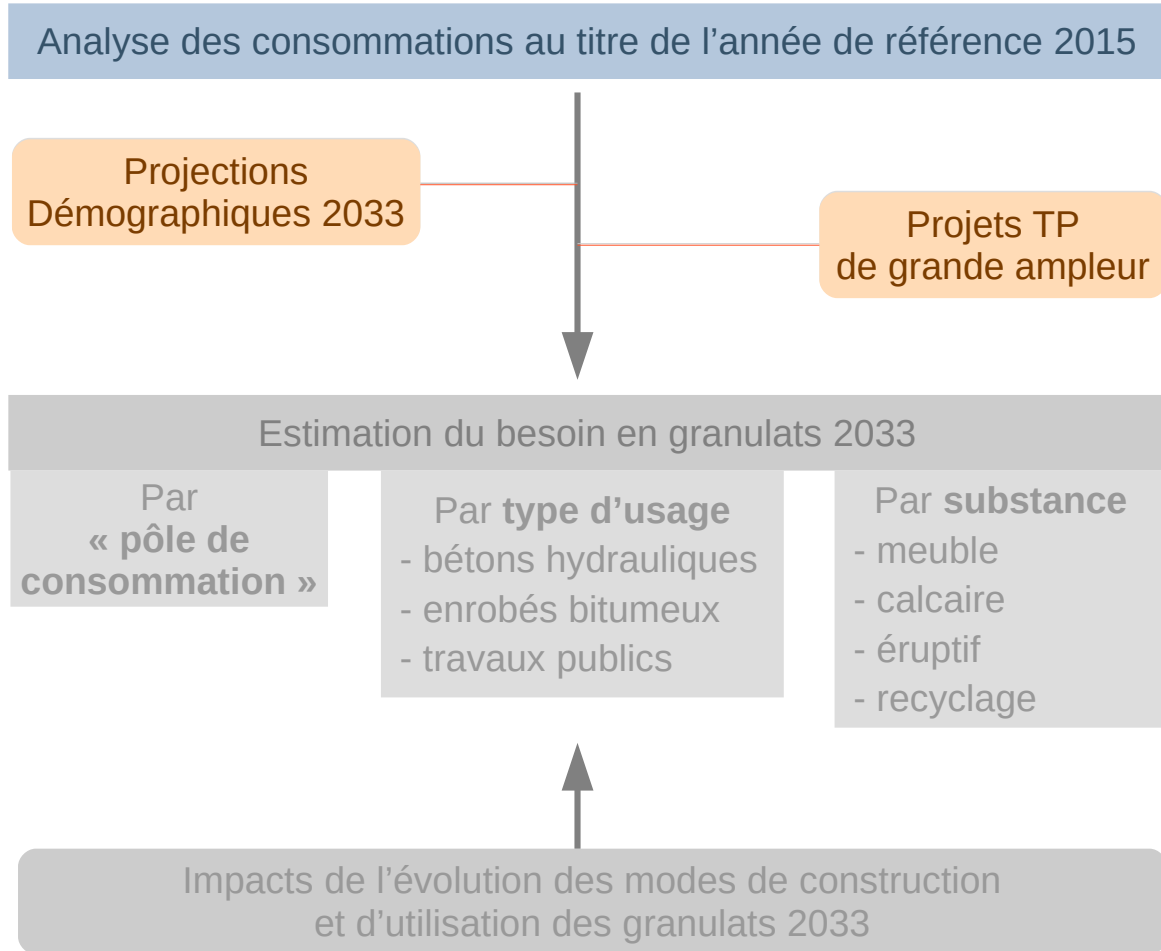 Analyse des consommations au titre de l’année de référence 2015
Projections
Démographiques 2033
Projets TP
de grande ampleur
Estimation du besoin en granulats 2033
Par
« pôle de
consommation »
Par type d’usage
- bétons hydrauliques
- enrobés bitumeux
- travaux publics
Par substance
- meuble
- calcaire
- éruptif
- recyclage
Impacts de l’évolution des modes de construction
et d’utilisation des granulats 2033